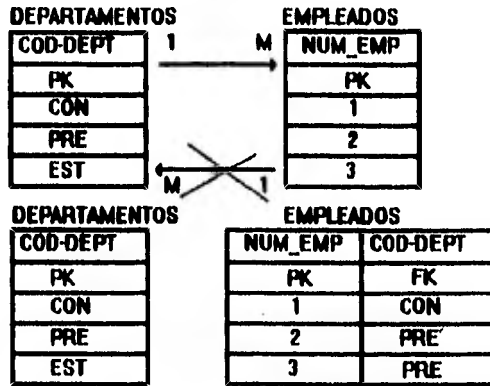 DEPARTAMENTOS EMPLEADOS
COD-DEPT 1 M NUM_EMP
PK PK
CON 1
PRE 2
EST 3
M 1
DEPARTAMENTOS EMPLEADOS
COD-DEPT NUM_EMP COD-DEPT
PK PK FK
CON 1 CON
PRE 2 PRE
EST 3 PRE